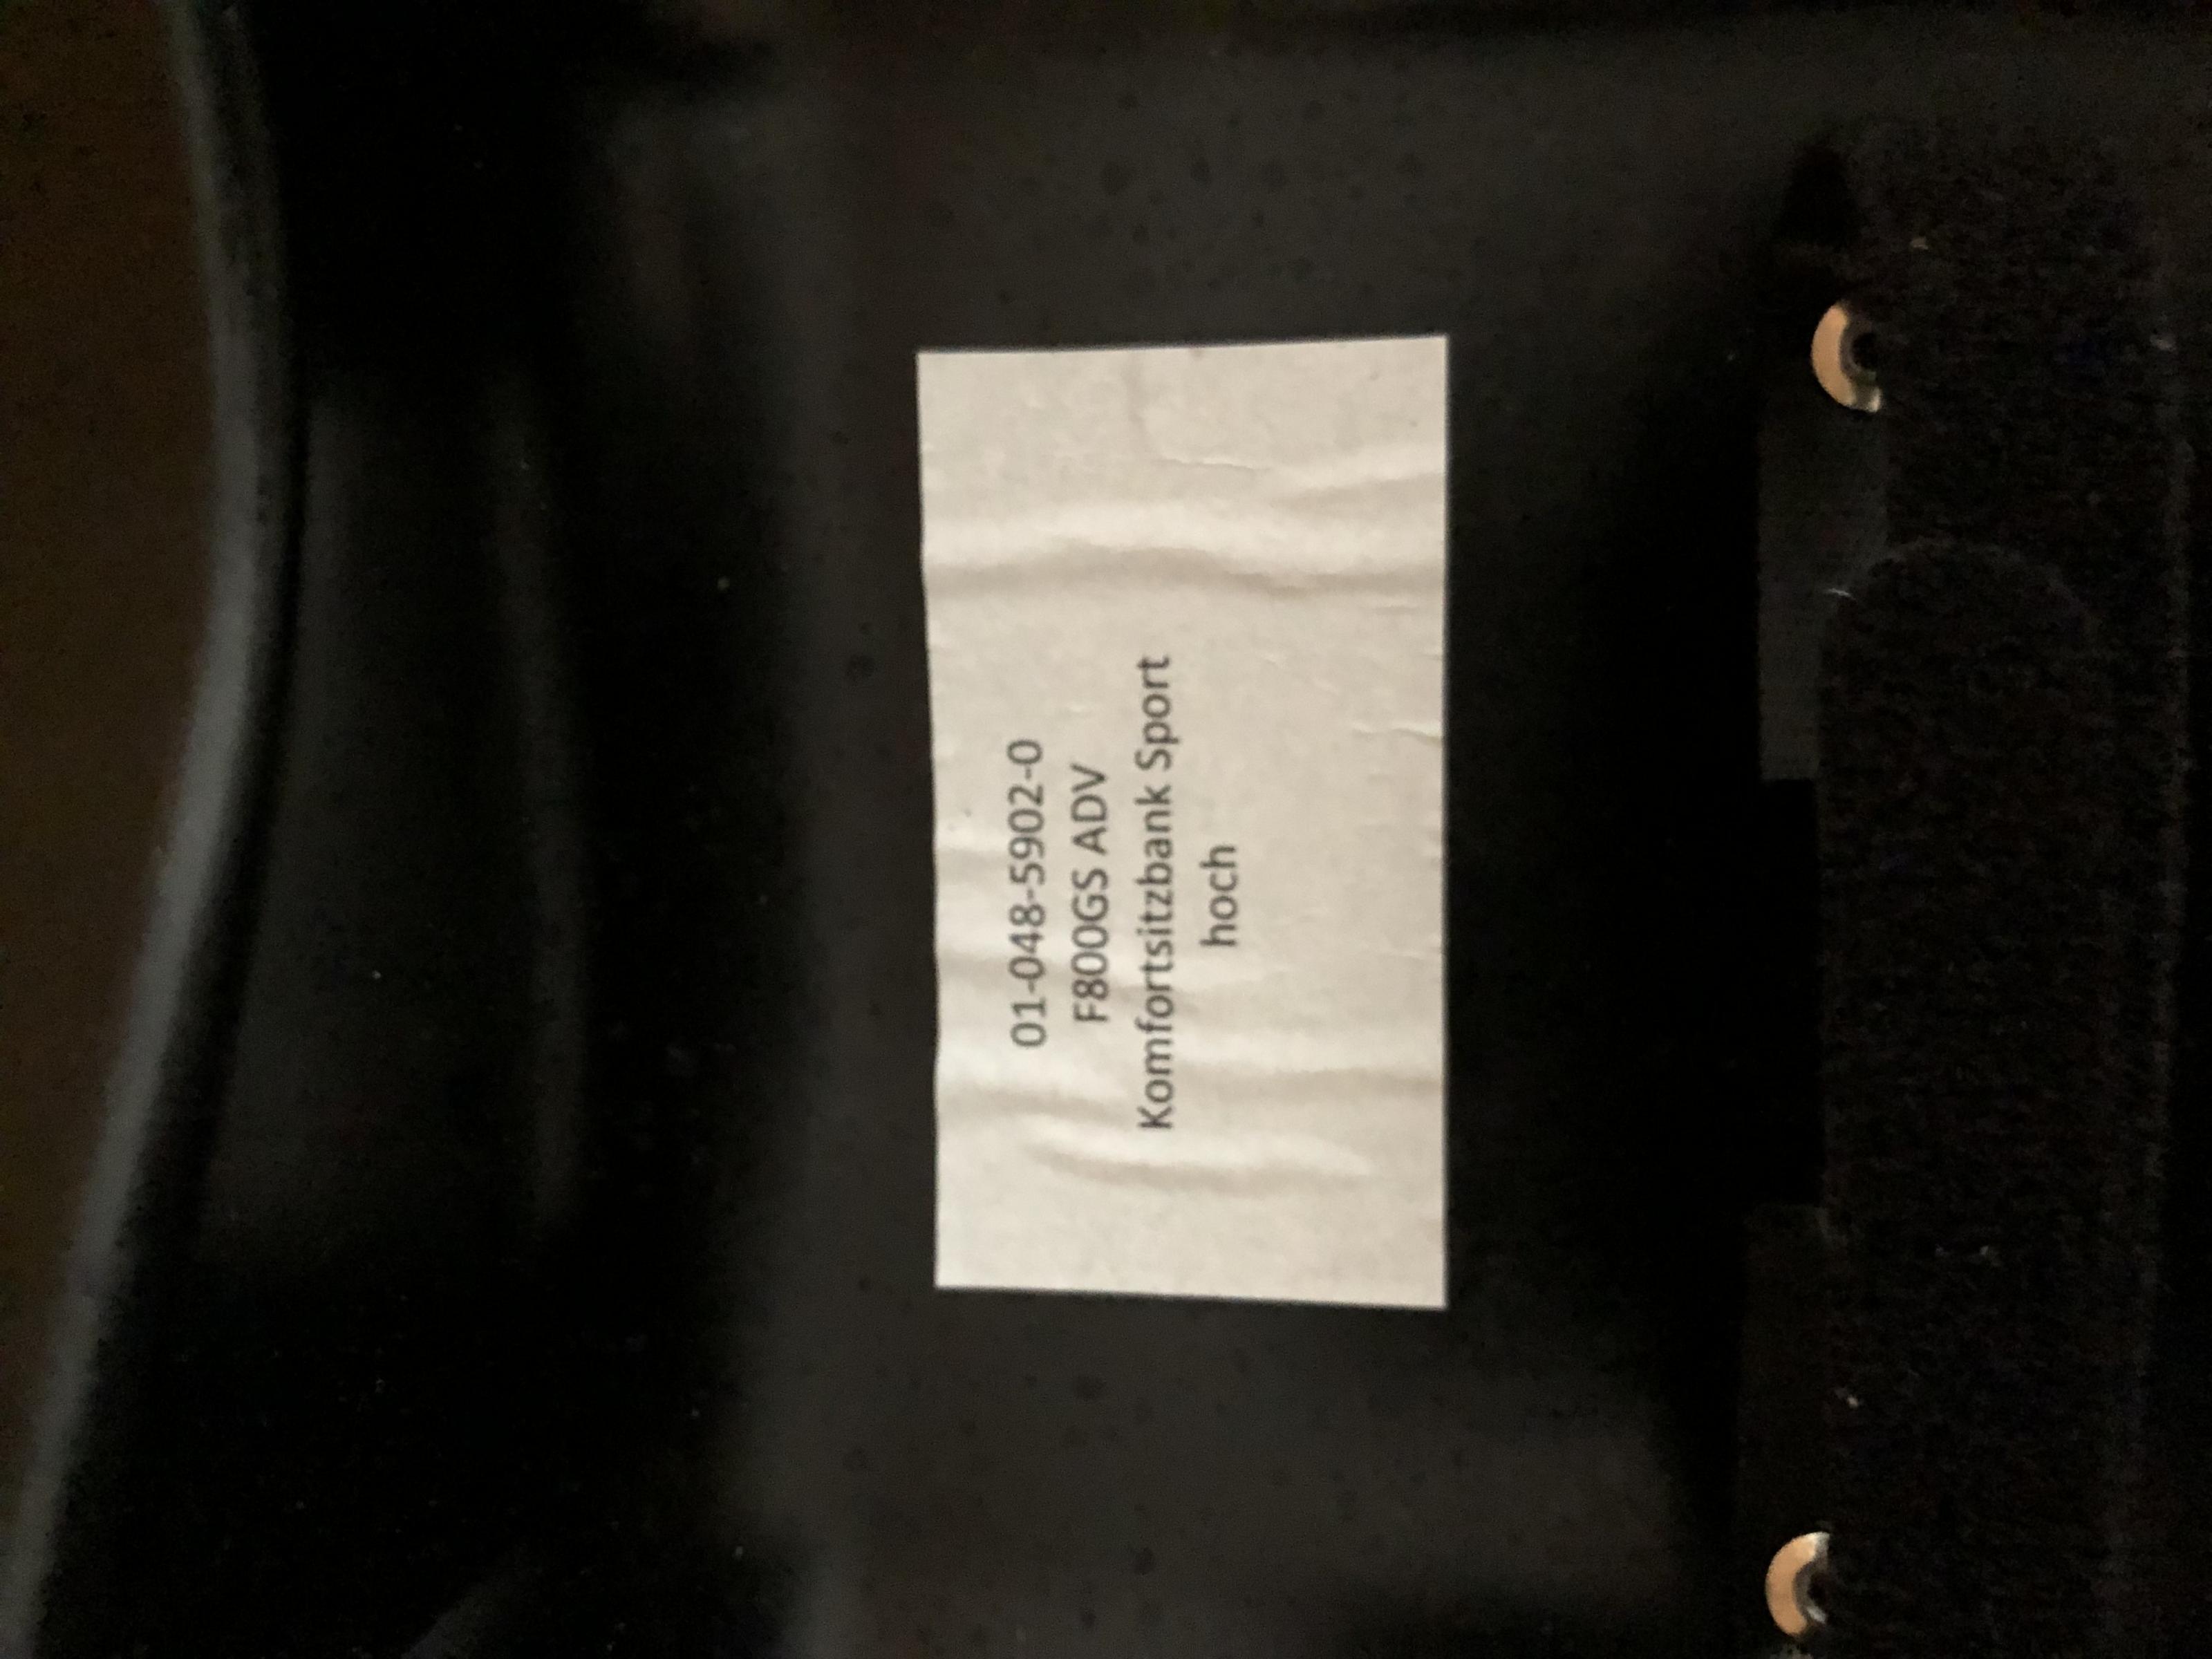 01-048-5902-0
F800GS ADV
Komfortsitzbank Sport
hoch